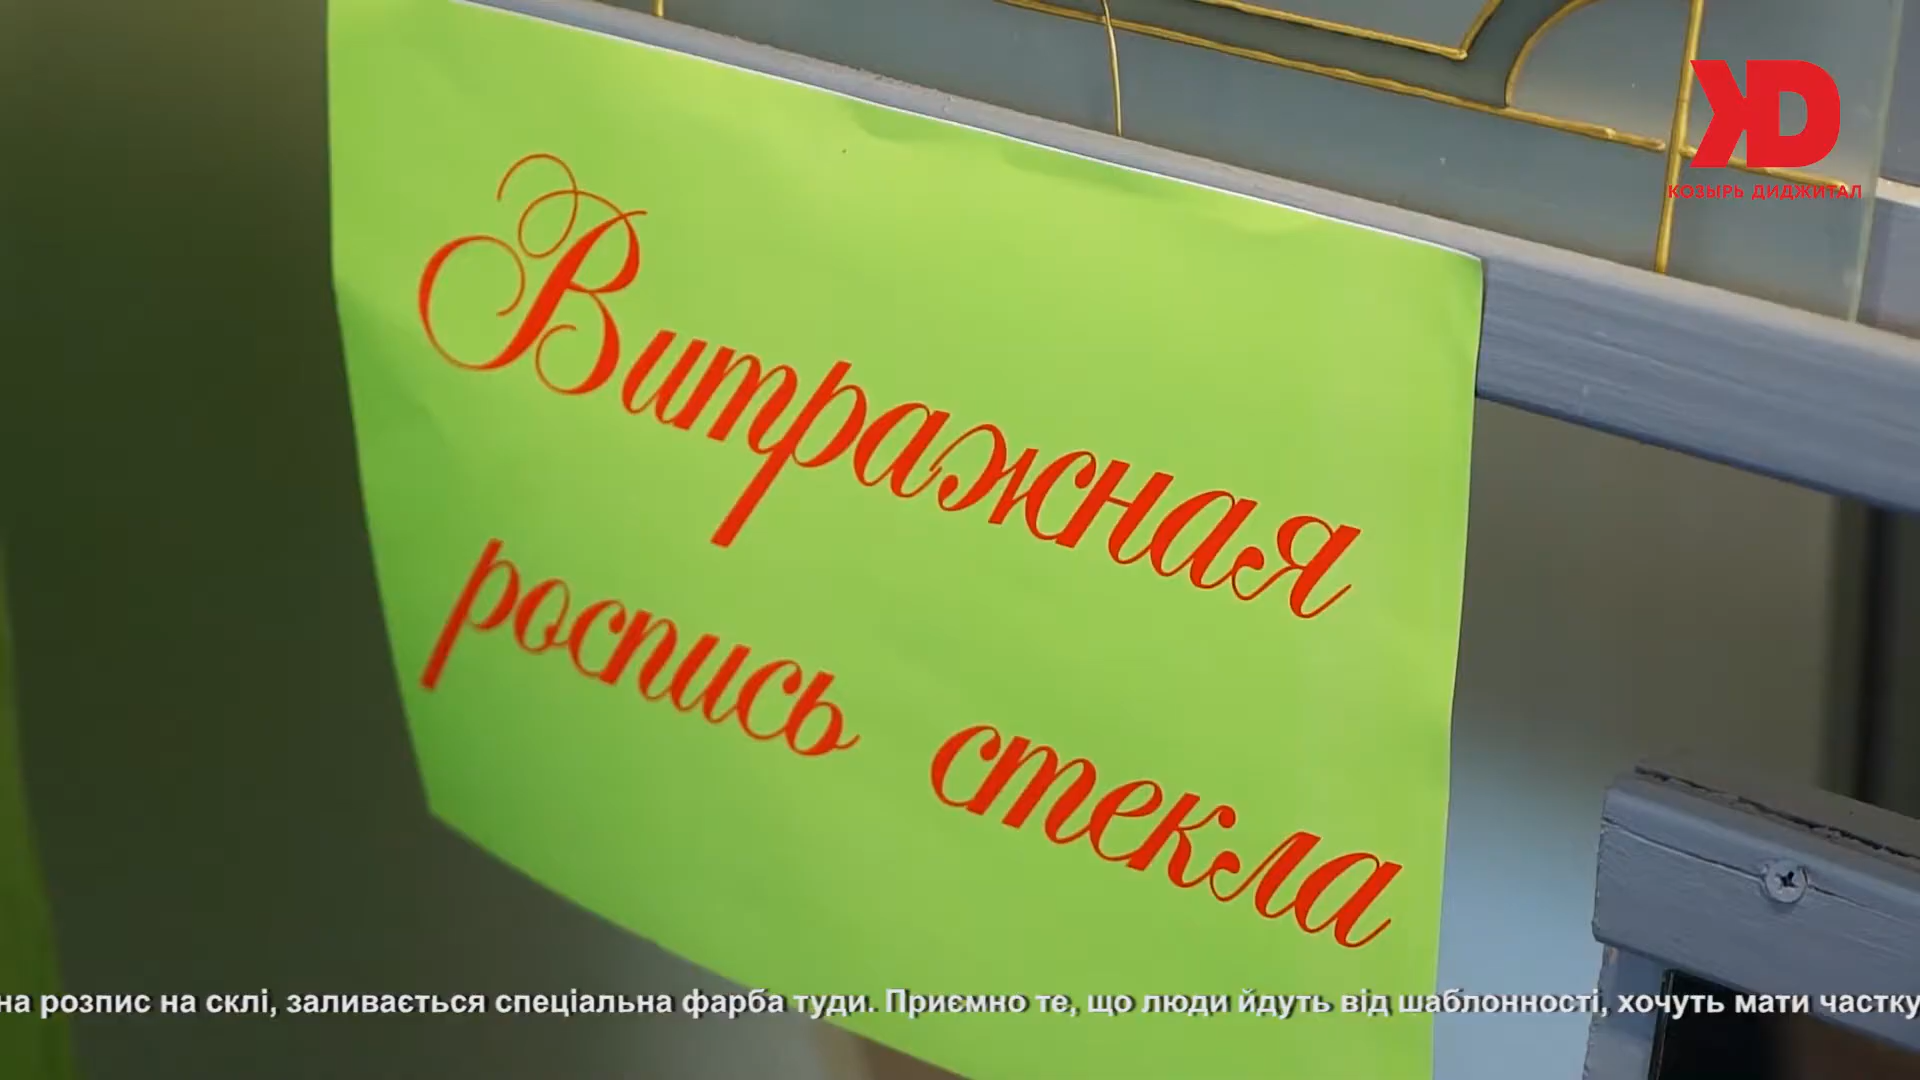 КОЗЫРЬ ДИДЖИТАЛ
Витражная
роспись стекла
на розпис на склі, заливається спеціальна фарба туди. Приємно те, що люди йдуть від шаблонності, хочуть мати частку